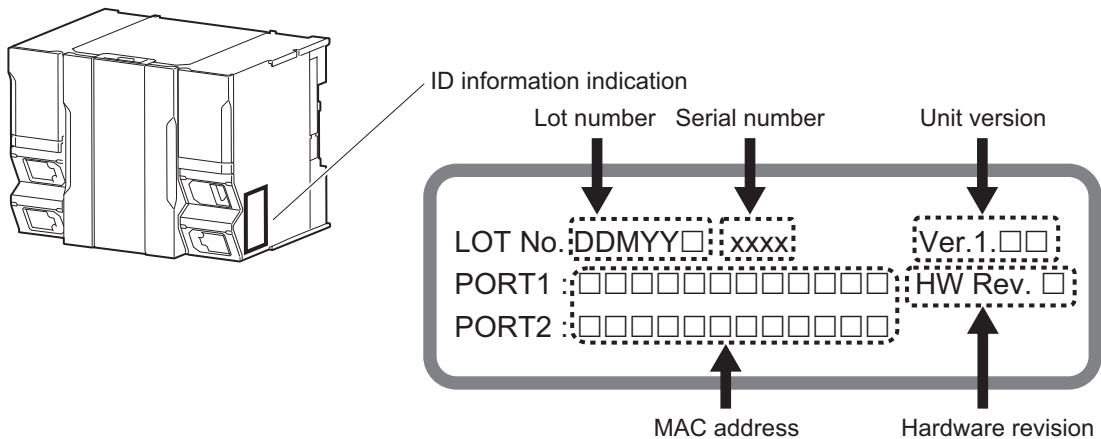 ID information indication
Lot number Serial number Unit version
LOT No. DDMYY□ xxxx Ver.1.□□
PORT1 : □□□□□□□□□□□□ HW Rev. □
PORT2 : □□□□□□□□□□□□
MAC address Hardware revision